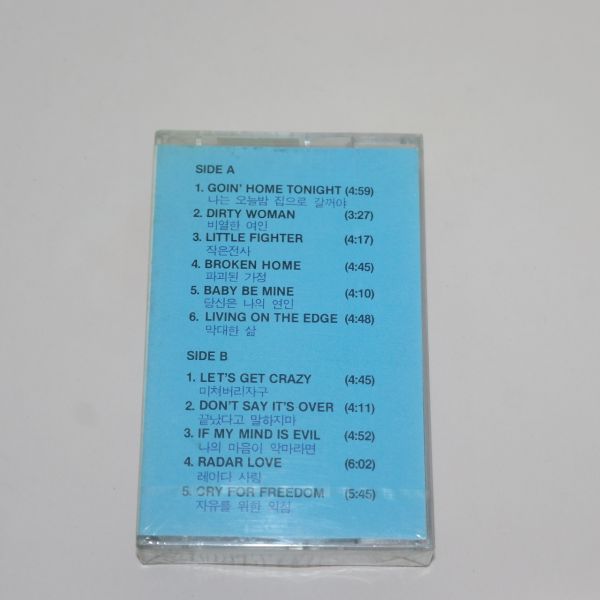 SIDE A
1. GOIN' HOME TONIGHT (4:59)
나는 오늘밤 집으로 갈꺼야
2. DIRTY WOMAN (3:27)
비열한 여인
3. LITTLE FIGHTER (4:17)
작은전사
4. BROKEN HOME (4:45)
파괴된 가정
5. BABY BE MINE (4:10)
당신은 나의 연인
6. LIVING ON THE EDGE (4:48)
막대한 삶
SIDE B
1. LET'S GET CRAZY (4:45)
미쳐버리자구
2. DON'T SAY IT'S OVER (4:11)
끝났다고 말하지마
3. IF MY MIND IS EVIL (4:52)
나의 마음이 악마라면
4. RADAR LOVE (6:02)
레이다 사랑
5. CRY FOR FREEDOM (5:45)
자유를 위한